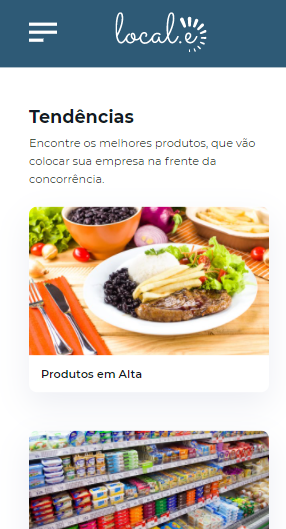 local.e
Tendências
Encontre os melhores produtos, que vão
colocar sua empresa na frente da
concorrência.
Produtos em Alta